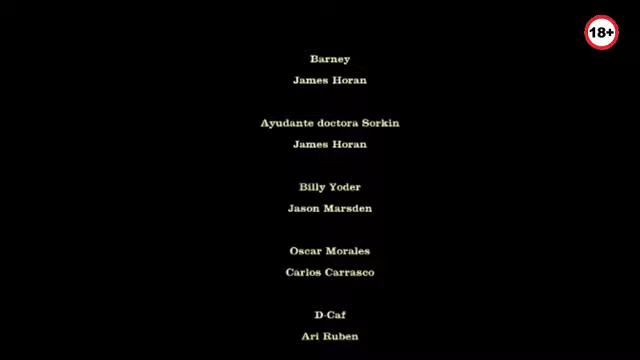 18+
Barney
James Horan
Ayudante doctora Sorkin
James Horan
Billy Yoder
Jason Marsden
Oscar Morales
Carlos Carrasco
D-Caf
Ari Ruben